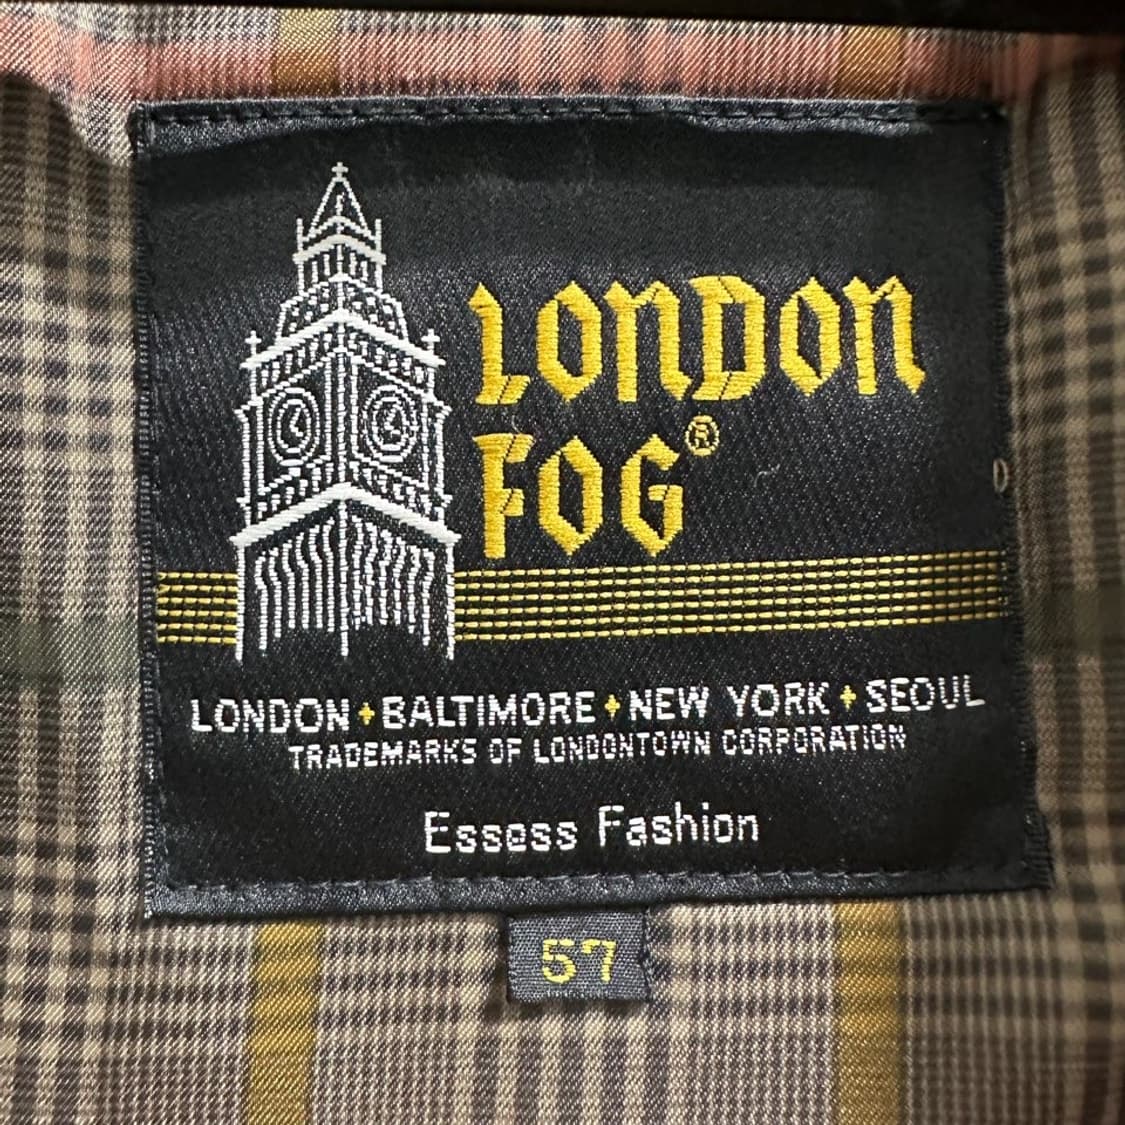 LONDON
FOG®
LONDON + BALTIMORE + NEW YORK + SEOUL
TRADEMARKS OF LONDONTOWN CORPORATION
Essess Fashion
57